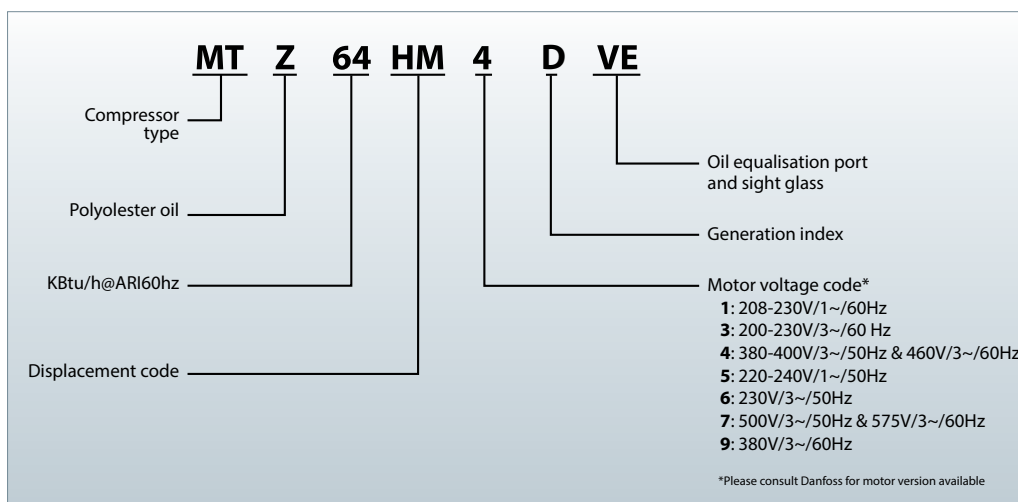 MT Z 64 HM 4 D VE
Compressor
type
Polyolester oil
KBtu/h@ARI60hz
Displacement code
Oil equalisation port
and sight glass
Generation index
Motor voltage code*
1: 208-230V/1~/60Hz
3: 200-230V/3~/60 Hz
4: 380-400V/3~/50Hz & 460V/3~/60Hz
5: 220-240V/1~/50Hz
6: 230V/3~/50Hz
7: 500V/3~/50Hz & 575V/3~/60Hz
9: 380V/3~/60Hz
*Please consult Danfoss for motor version available